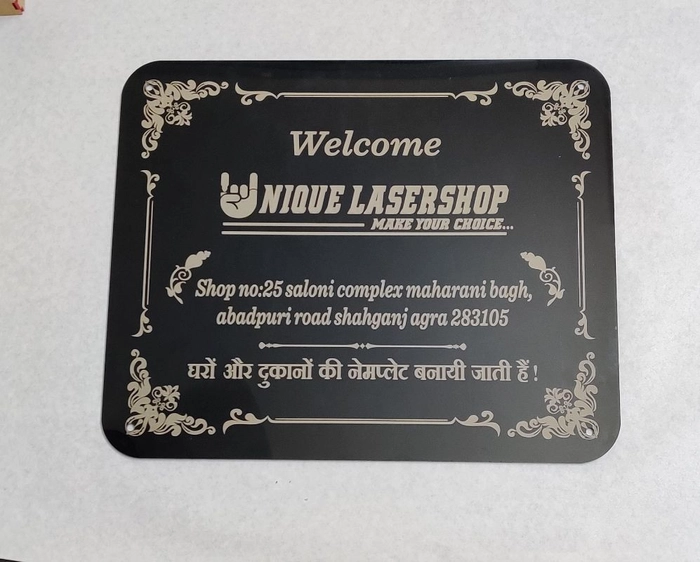 Welcome
UNIQUE LASERSHOP
MAKE YOUR CHOICE...
Shop no:25 saloni complex maharani bagh,
abadpuri road shahganj agra 283105
घरों और दुकानों की नेमप्लेट बनायी जाती हैं !